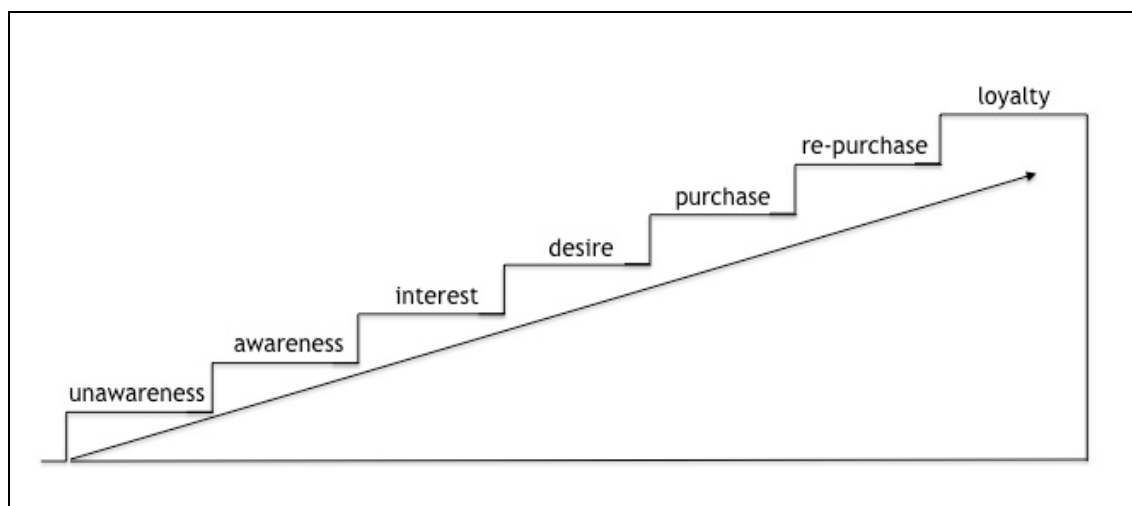 loyalty
re-purchase
purchase
desire
interest
awareness
unawareness